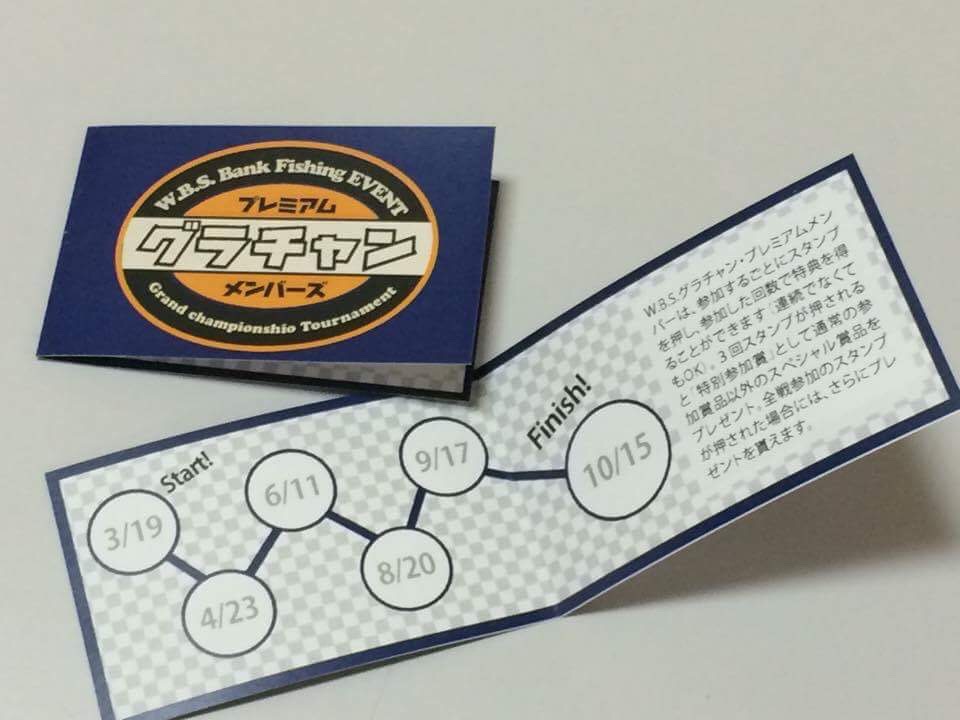 W.B.S. Bank Fishing EVENT
プレミアム
グラチャン
メンバーズ
Grand championshio Tournament
Start!
3/19
4/23
6/11
8/20
9/17
Finish!
10/15
W.B.S.グラチャン・プレミアムメン
バーは、参加するごとにスタンプ
を押し、参加した回数で特典を得
ることができます(連続でなくて
もOK)。3回スタンプが押される
と「特別参加賞」として通常の参
加賞品以外のスペシャル賞品を
プレゼント。全戦参加のスタンプ
が押された場合には、さらにプレ
ゼントを貰えます。